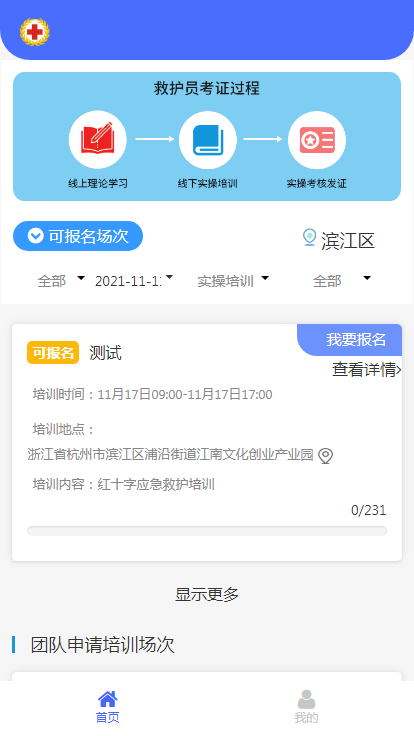 救护员考证过程
线上理论学习 线下实操培训 实操考核发证
可报名场次 滨江区
全部 2021-11-1 实操培训 全部
我要报名
可报名 测试
查看详情
培训时间：11月17日09:00-11月17日17:00
培训地点：
浙江省杭州市滨江区浦沿街道江南文化创业产业园
培训内容：红十字应急救护培训
0/231
显示更多
团队申请培训场次
首页 我的